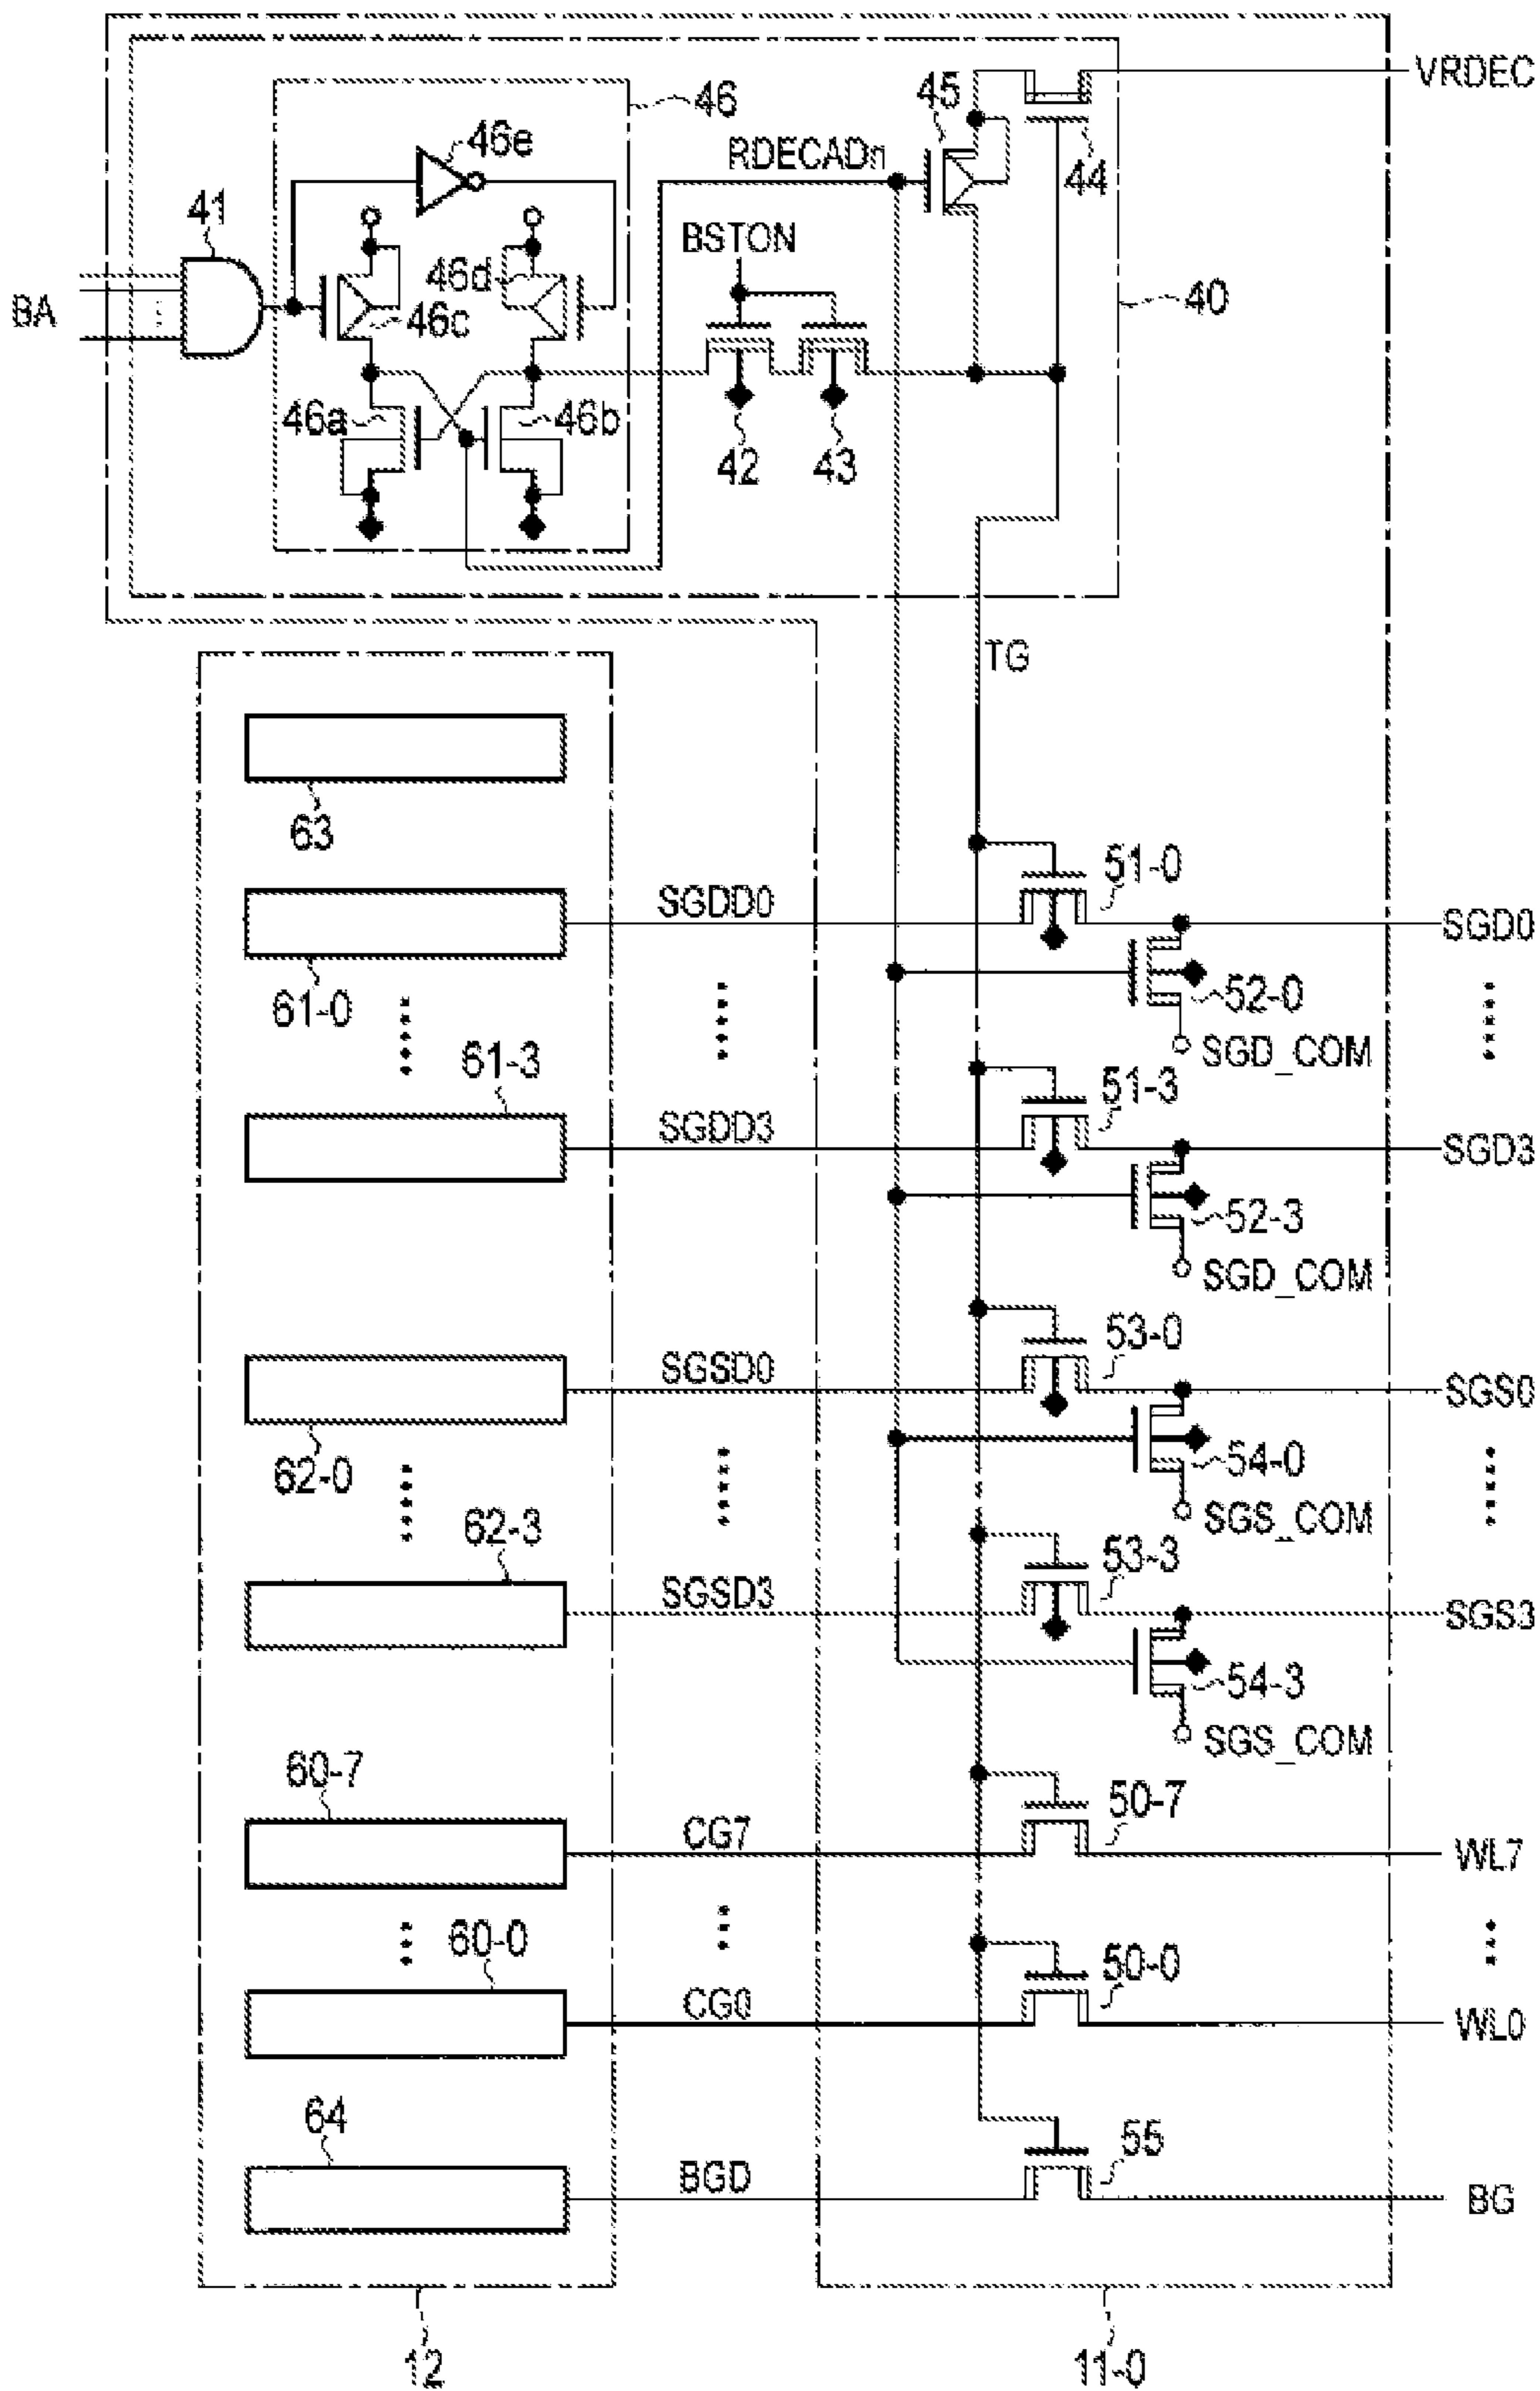 VRDEC
46
45
46e
RDECADn
44
41
BSTON
46d
40
BA
46c
46a
46b
42
43
TG
63
51-0
SGDD0
SGD0
61-0
52-0
SGD_COM
61-3
51-3
SGDD3
SGD3
52-3
SGD_COM
53-0
SGSD0
SGS0
62-0
54-0
62-3
SGS_COM
53-3
SGSD3
SGS3
54-3
SGS_COM
60-7
50-7
CG7
WL7
60-0
50-0
CG0
WL0
64
55
BGD
BG
12
11-0